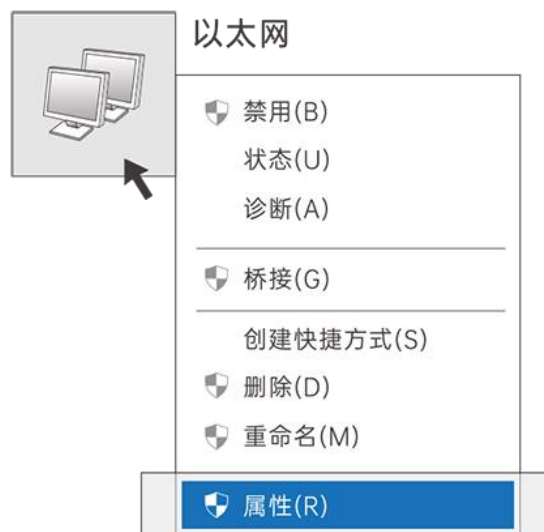 以太网
禁用(B)
状态(U)
诊断(A)
桥接(G)
创建快捷方式(S)
删除(D)
重命名(M)
属性(R)